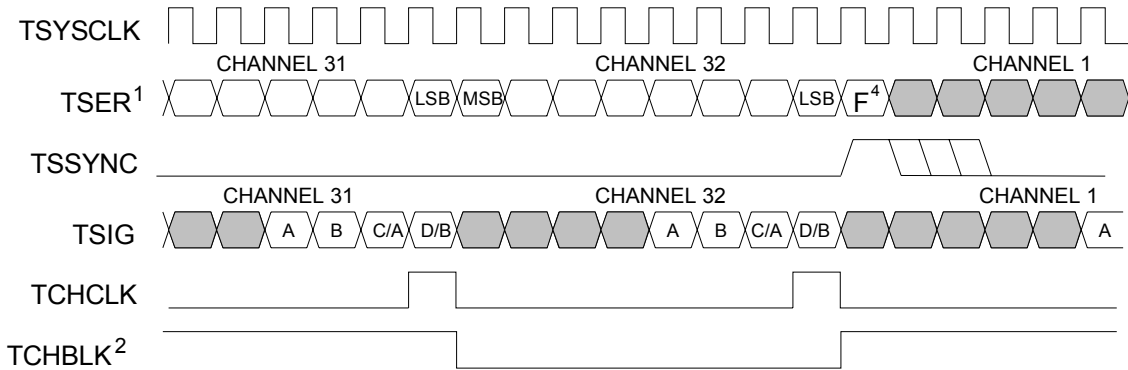 TSYSCLK
CHANNEL 31 CHANNEL 32 CHANNEL 1
TSER1 LSB MSB LSB F4
TSSYNC
CHANNEL 31 CHANNEL 32 CHANNEL 1
TSIG A B C/A D/B A B C/A D/B A
TCHCLK
TCHBLK2